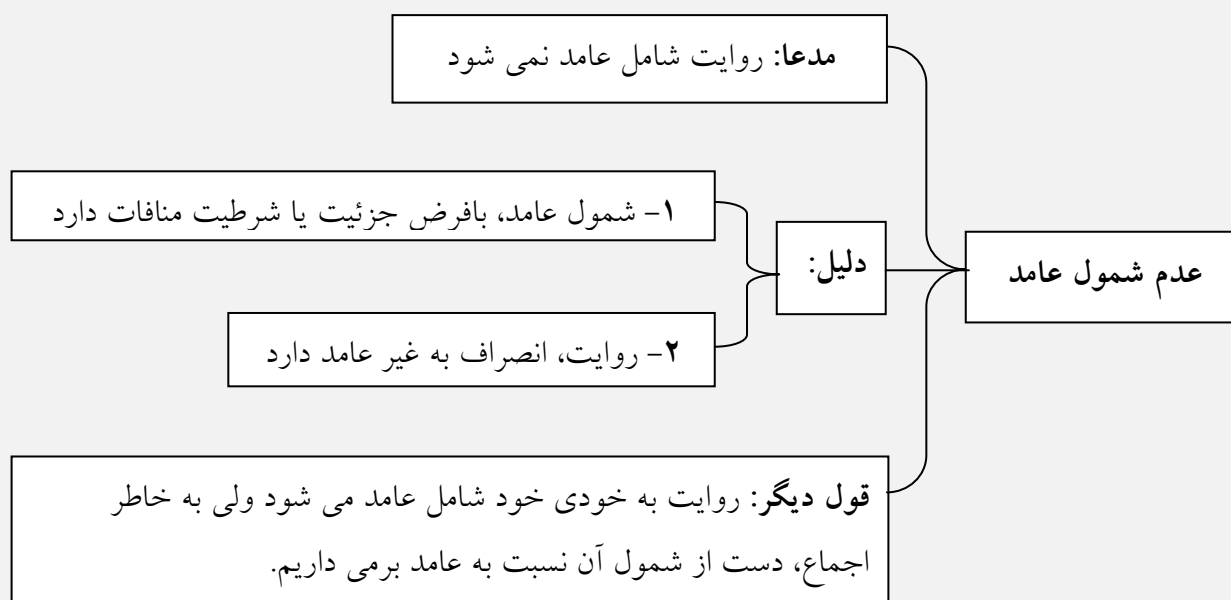 مدعا: روایت شامل عامد نمی شود
عدم شمول عامد
دلیل:
۱- شمول عامد، بافرض جزئیت یا شرطیت منافات دارد
۲- روایت، انصراف به غیر عامد دارد
قول دیگر: روایت به خودی خود شامل عامد می شود ولی به خاطر
اجماع، دست از شمول آن نسبت به عامد برمی داریم.